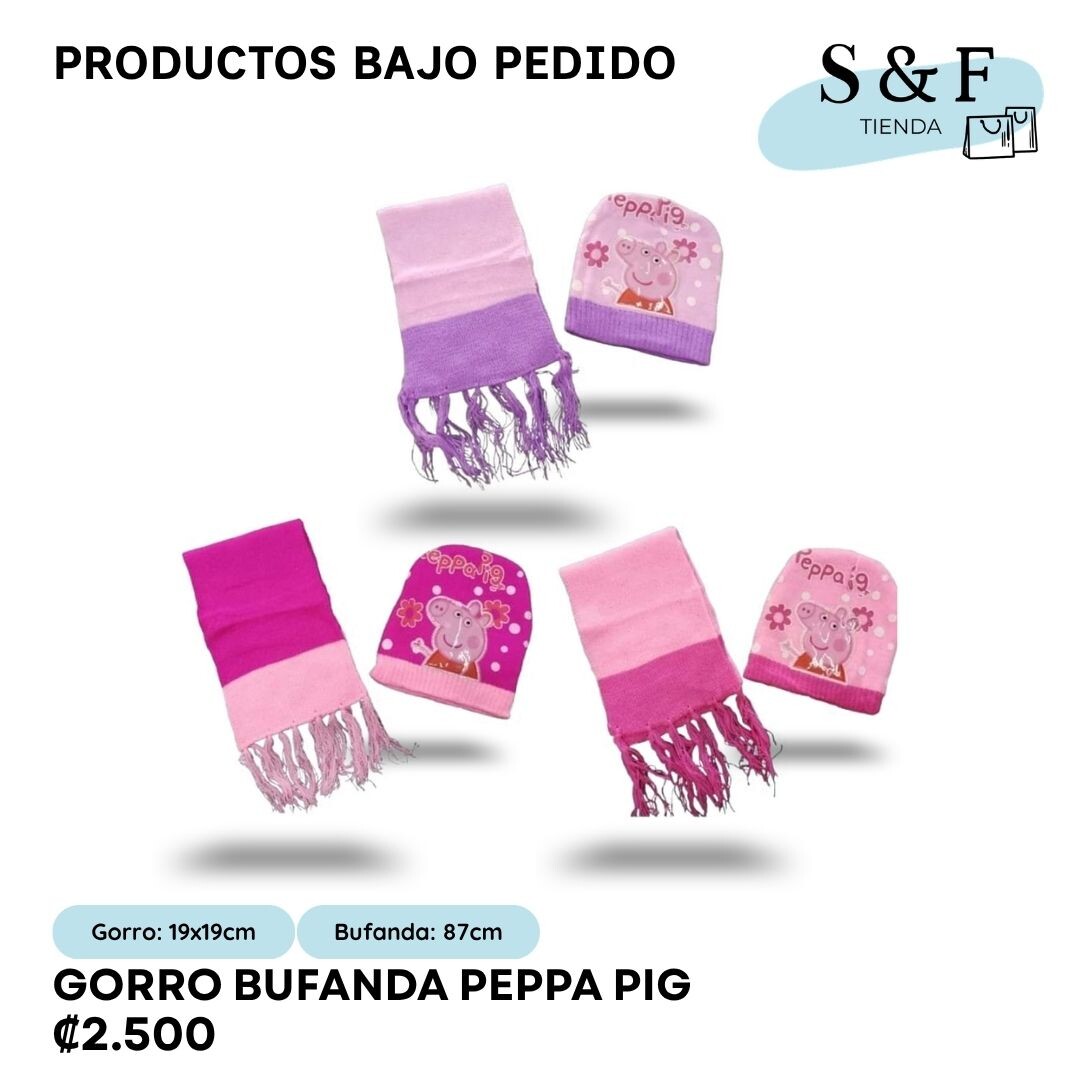 PRODUCTOS BAJO PEDIDO
S & F
TIENDA
Peppa Pig
Peppa Pig
Peppa Pig
Gorro: 19x19cm
Bufanda: 87cm
GORRO BUFANDA PEPPA PIG
₡2.500